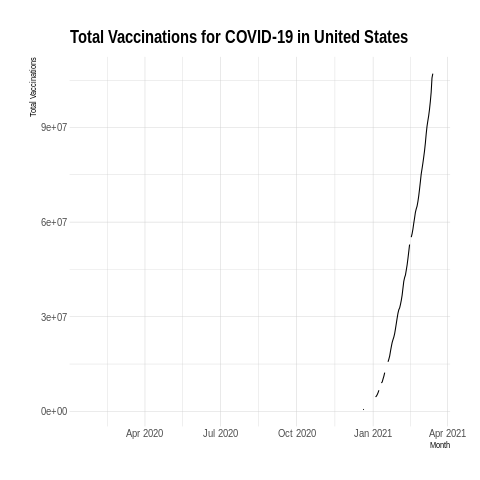 Total Vaccinations for COVID-19 in United States
Total Vaccinations
9e+07
6e+07
3e+07
0e+00
Apr 2020 Jul 2020 Oct 2020 Jan 2021 Apr 2021
Month